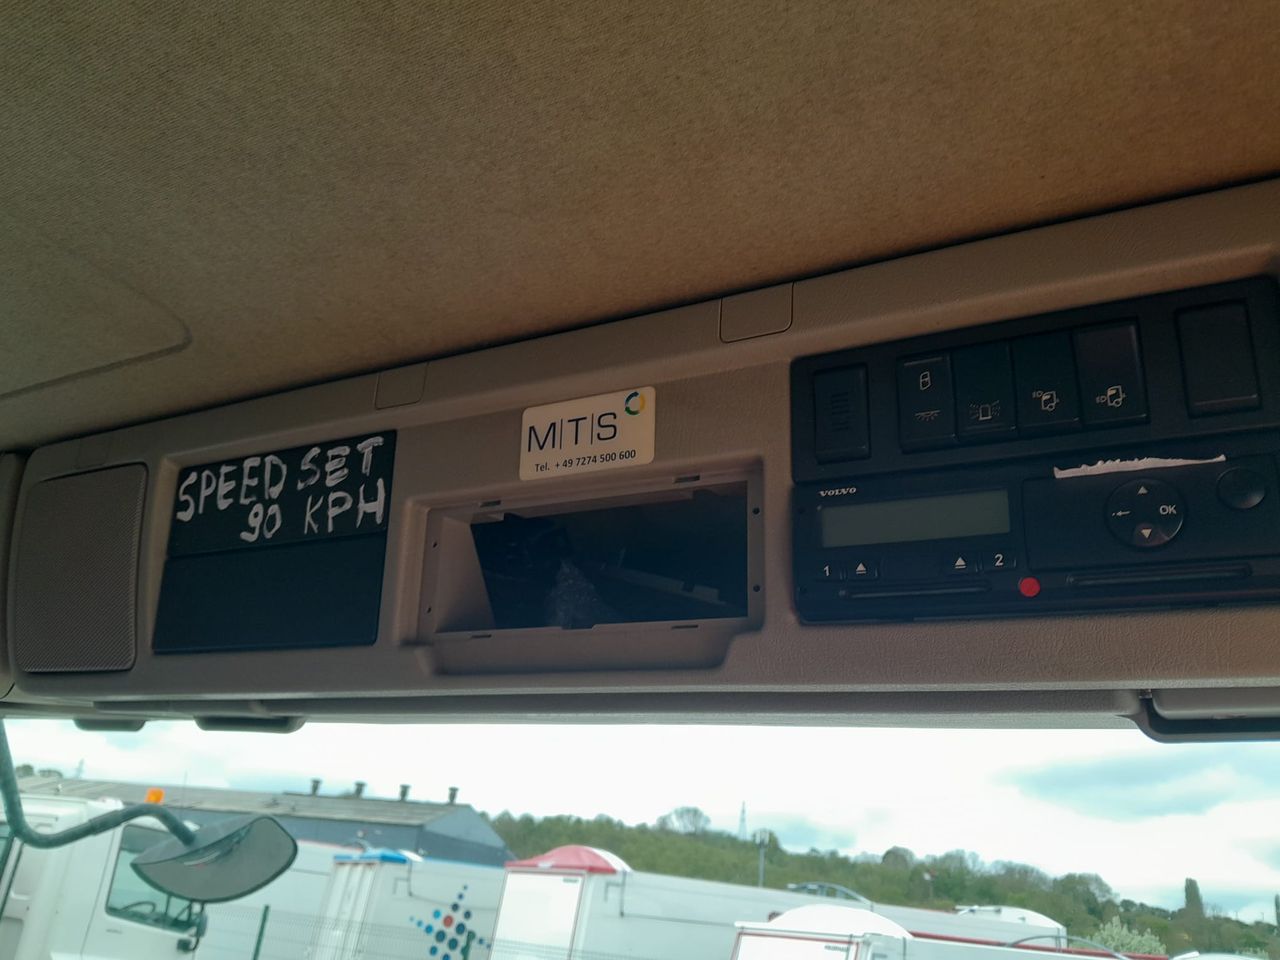 SPEED SET
90 KPH
M|T|S
Tel. +49 7274 500 600
VOLVO
OK
1
2